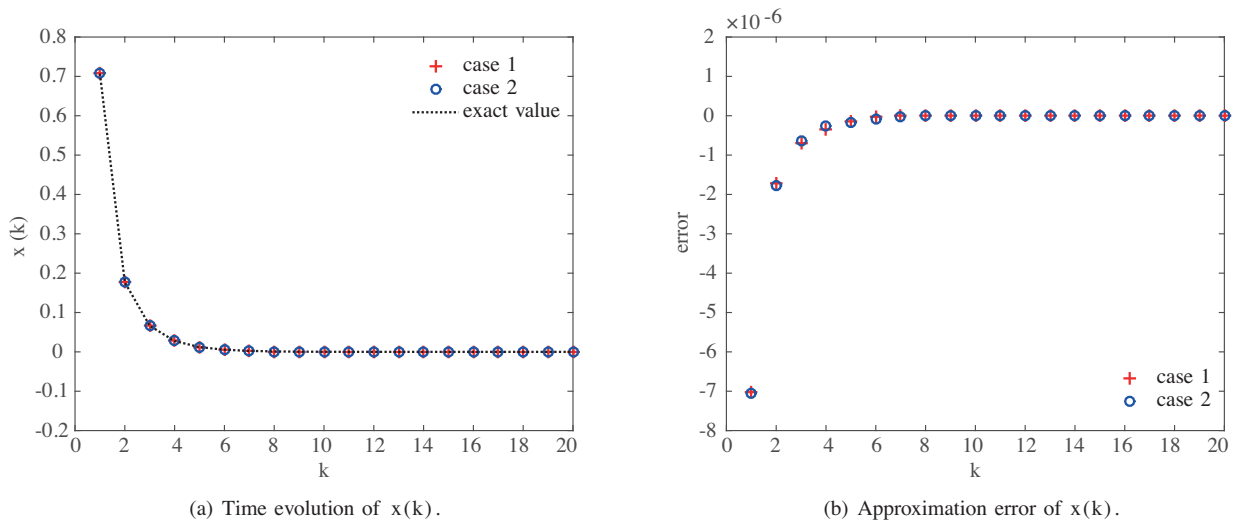 0.8
0.7
0.6
0.5
0.4
0.3
0.2
0.1
0
-0.1
-0.2
x (k)
0 2 4 6 8 10 12 14 16 18 20
k
case 1
case 2
exact value
(a) Time evolution of x(k).
×10 -6
2
1
0
-1
-2
-3
-4
-5
-6
-7
-8
error
0 2 4 6 8 10 12 14 16 18 20
k
case 1
case 2
(b) Approximation error of x(k).